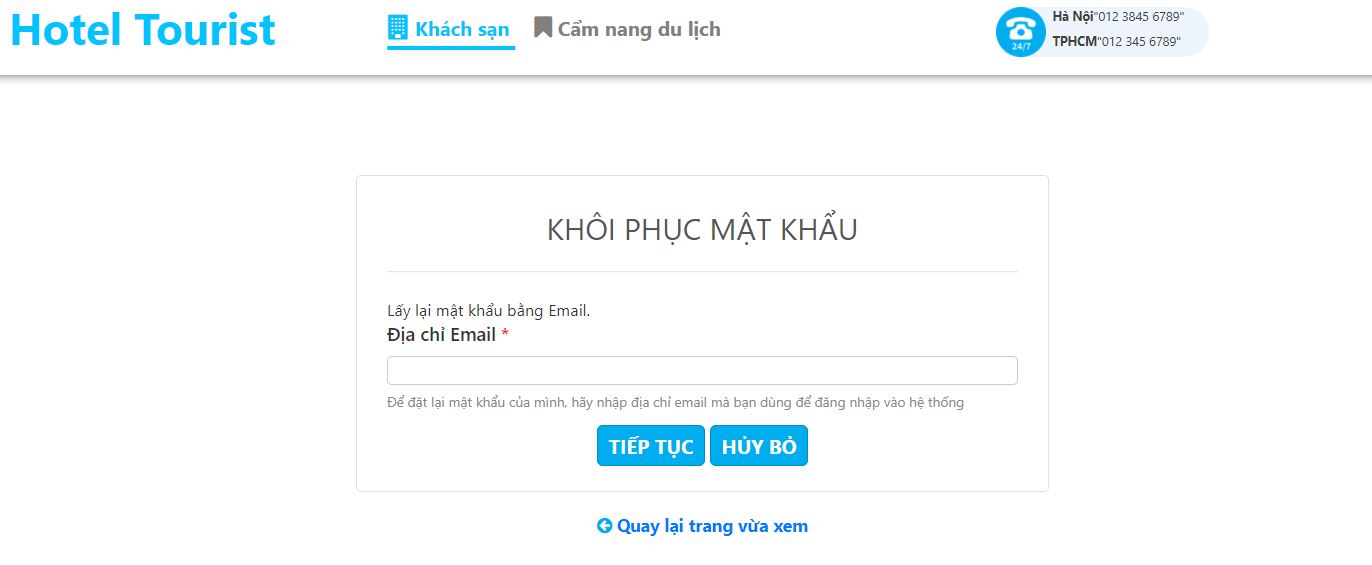 Hotel Tourist
Khách sạn
Cẩm nang du lịch
24/7
Hà Nội"012 3845 6789"
TPHCM"012 345 6789"
KHÔI PHỤC MẬT KHẨU
Lấy lại mật khẩu bằng Email.
Địa chỉ Email *
Để đặt lại mật khẩu của mình, hãy nhập địa chỉ email mà bạn dùng để đăng nhập vào hệ thống
TIẾP TỤC
HỦY BỎ
Quay lại trang vừa xem